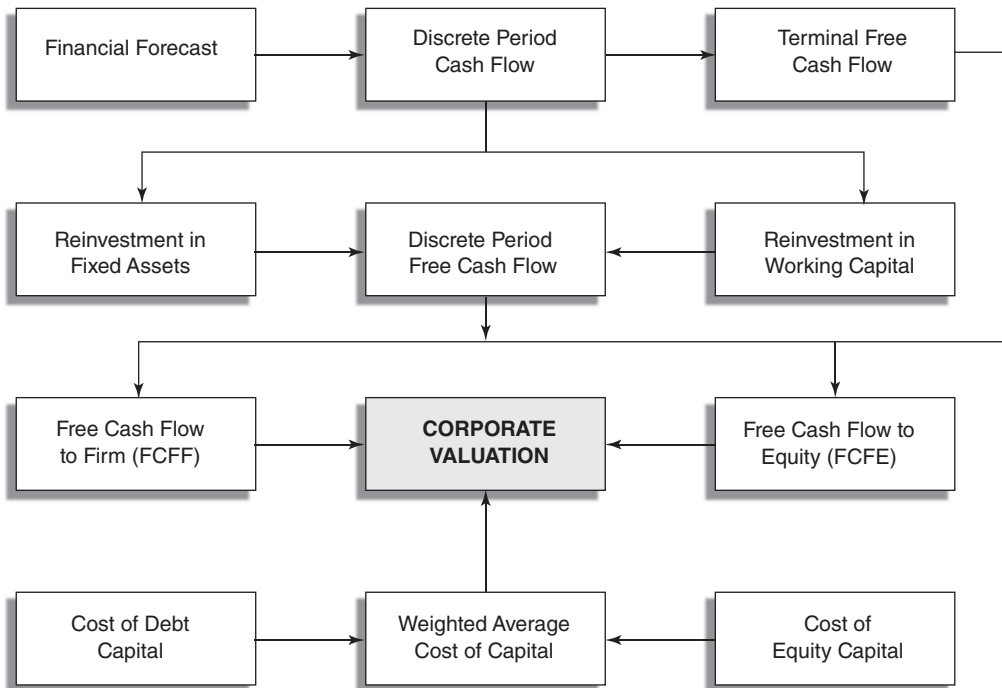 Financial Forecast
Discrete Period
Cash Flow
Terminal Free
Cash Flow
Reinvestment in
Fixed Assets
Discrete Period
Free Cash Flow
Reinvestment in
Working Capital
Free Cash Flow
to Firm (FCFF)
CORPORATE
VALUATION
Free Cash Flow to
Equity (FCFE)
Cost of Debt
Capital
Weighted Average
Cost of Capital
Cost of
Equity Capital